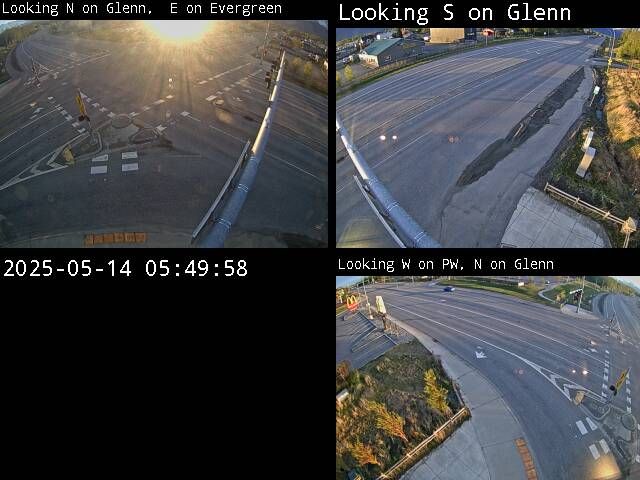 Looking N on Glenn,  E on Evergreen
Looking S on Glenn
2025-05-14 05:49:58
Looking W on PW, N on Glenn